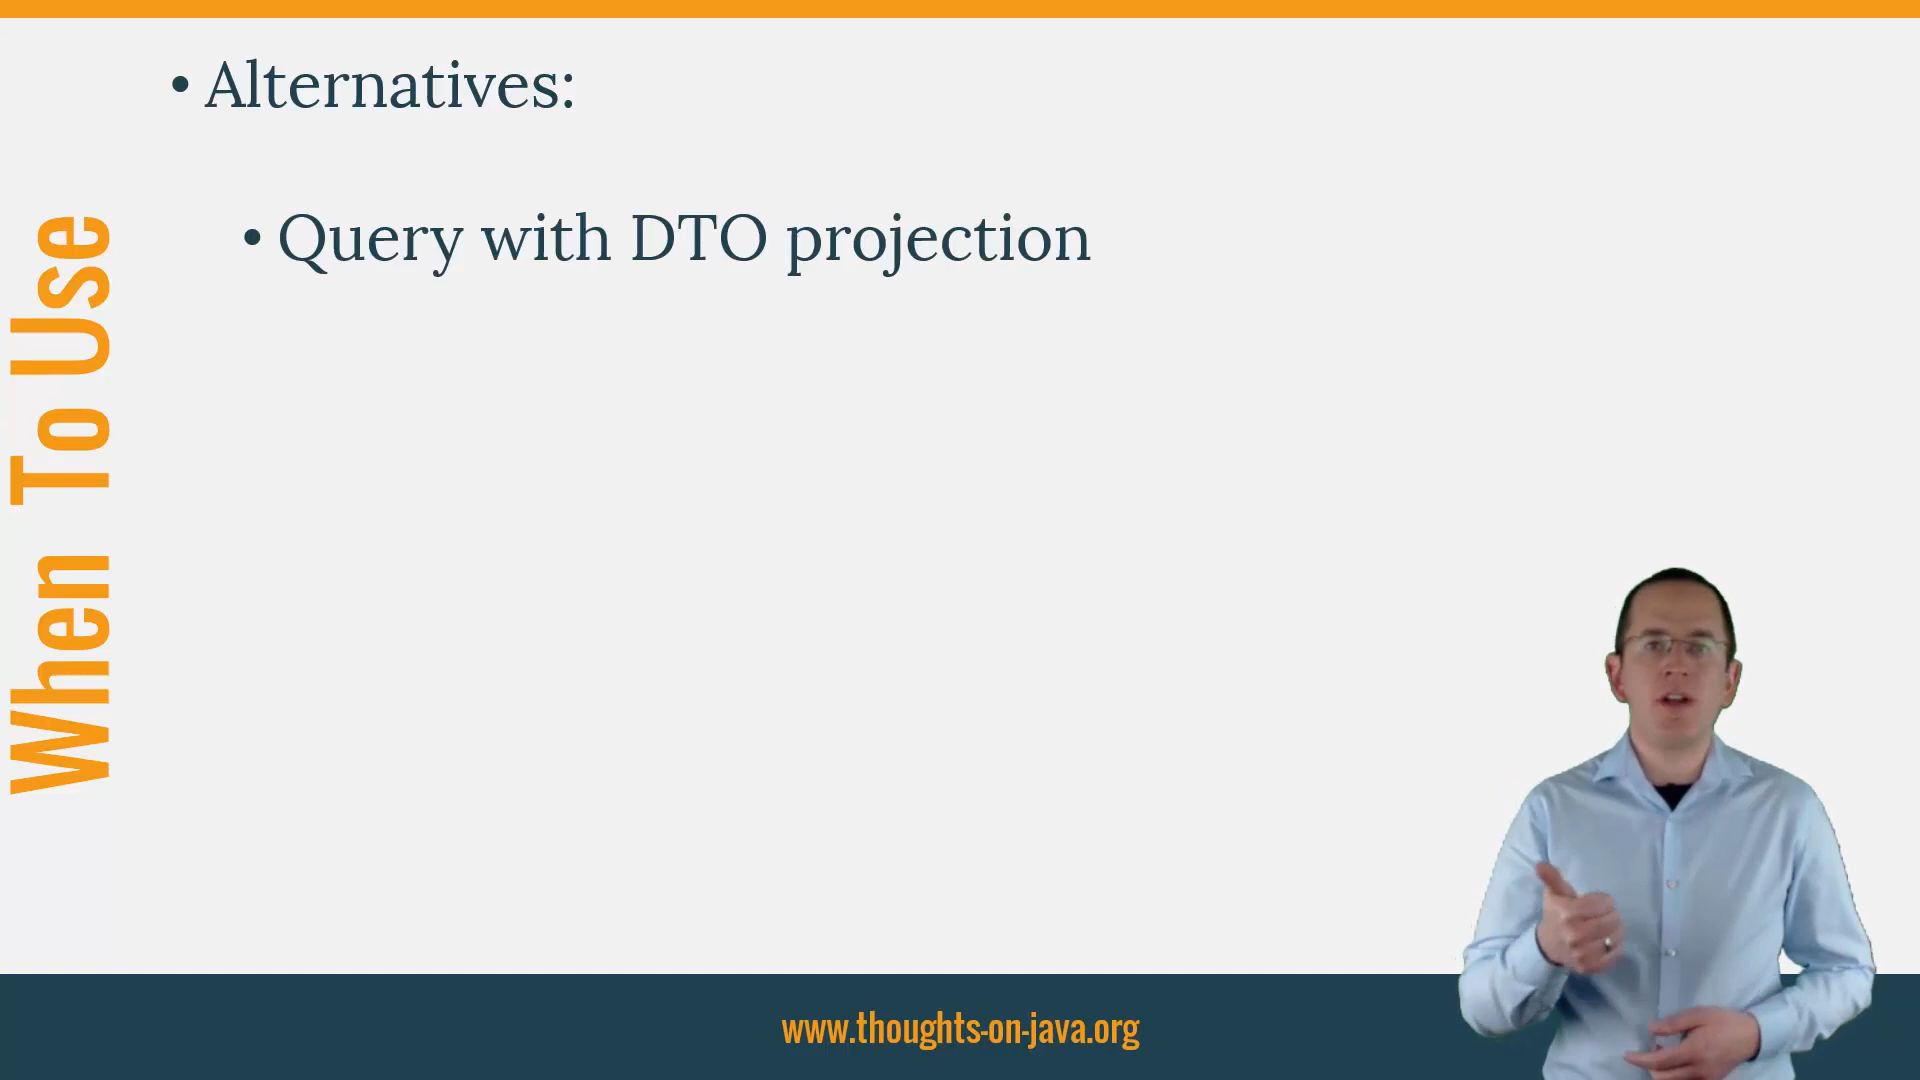 • Alternatives:
• Query with DTO projection
When To Use
www.thoughts-on-java.org